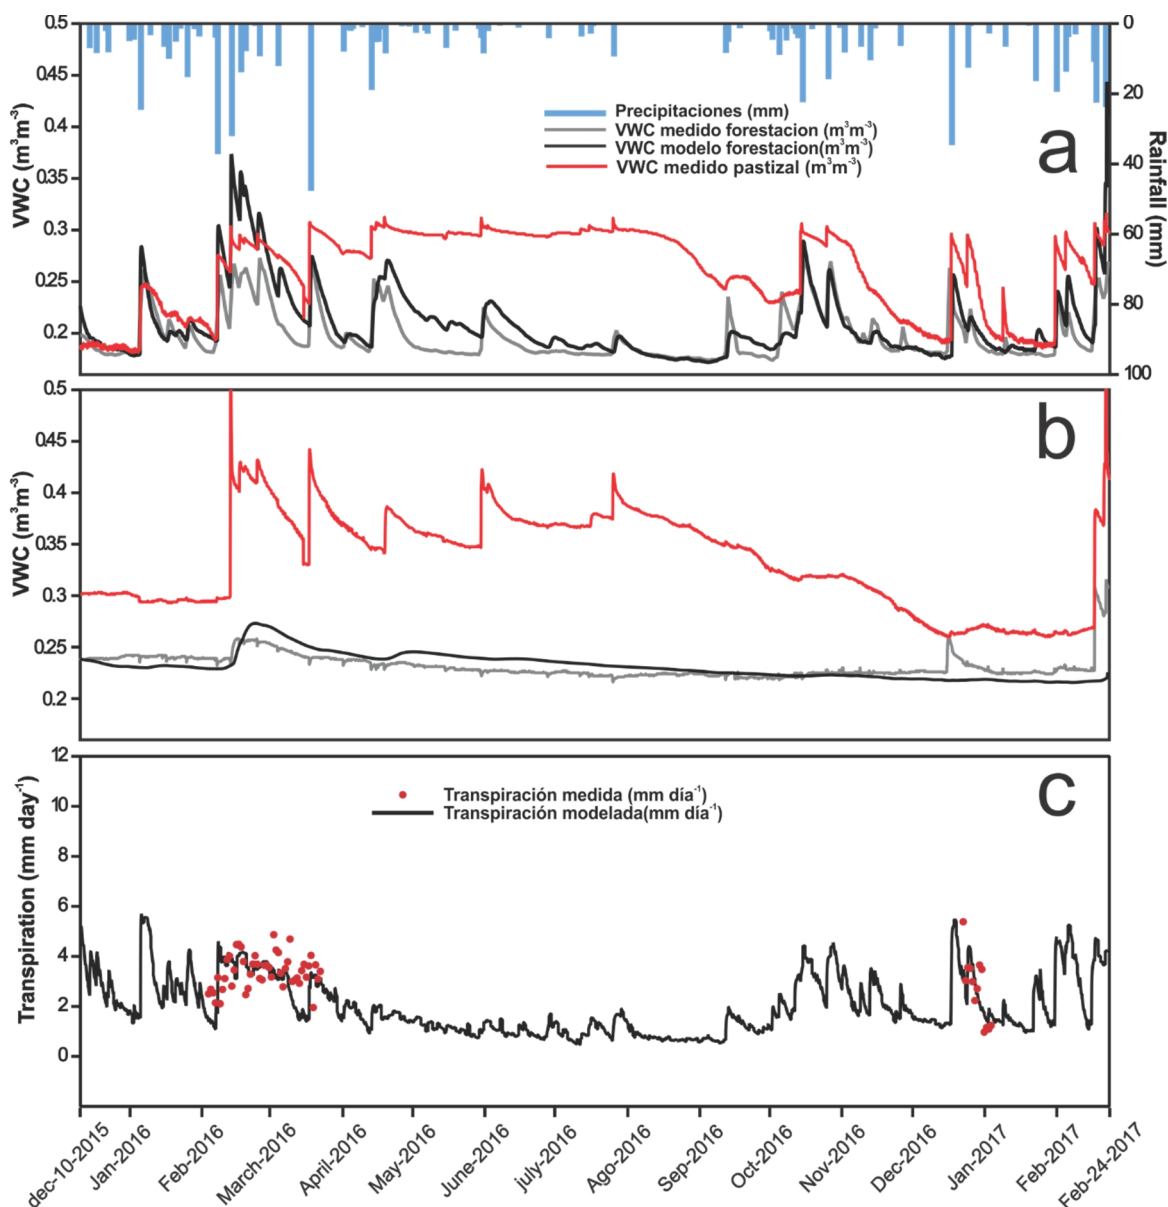 0.5
0.45
0.4
0.35
0.3
0.25
0.2
VWC (m³m⁻³)
0
20
40
60
80
100
Rainfall (mm)
Precipitaciones (mm)
VWC medido forestacion (m³m⁻³)
VWC modelo forestacion(m³m⁻³)
VWC medido pastizal (m³m⁻³)
a
0.5
0.45
0.4
0.35
0.3
0.25
0.2
VWC (m³m⁻³)
b
12
10
8
6
4
2
0
Transpiration (mm day⁻¹)
Transpiración medida (mm día⁻¹)
Transpiración modelada(mm día⁻¹)
c
dec-10-2015
Jan-2016
Feb-2016
March-2016
April-2016
May-2016
June-2016
july-2016
Ago-2016
Sep-2016
Oct-2016
Nov-2016
Dec-2016
Jan-2017
Feb-2017
Feb-24-2017